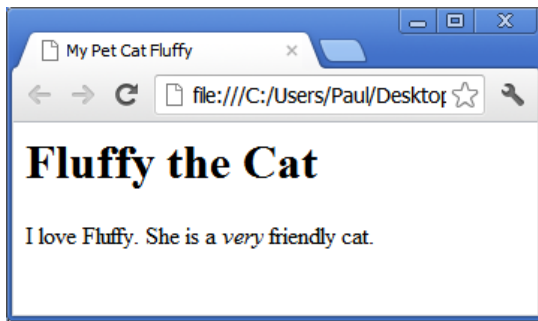 My Pet Cat Fluffy
file:///C:/Users/Paul/Desktop
Fluffy the Cat
I love Fluffy. She is a very friendly cat.